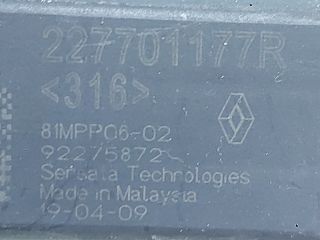 227701177R
<316>
81MPP06-02
92275872
Sensata Technologies
Made in Malaysia
19-04-09